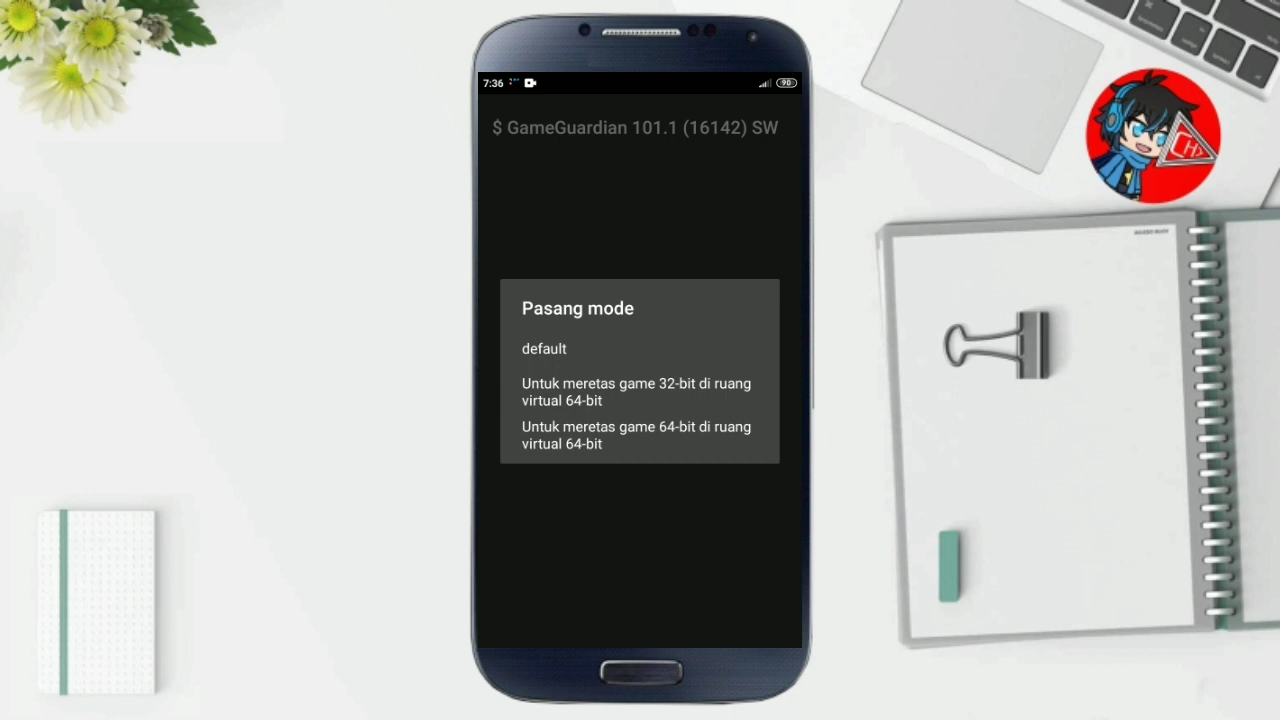 7:36
90
$ GameGuardian 101.1 (16142) SW
Pasang mode
default
Untuk meretas game 32-bit di ruang
virtual 64-bit
Untuk meretas game 64-bit di ruang
virtual 64-bit